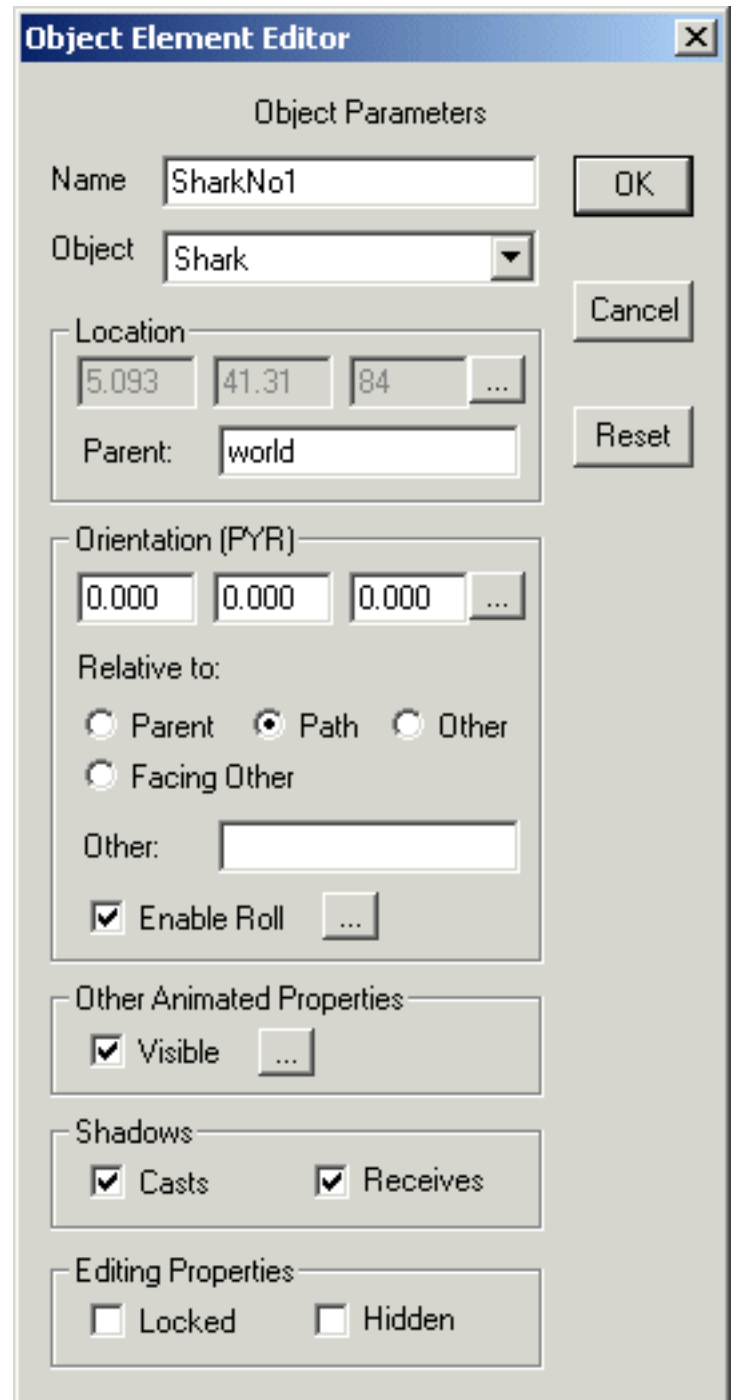 Object Element Editor
Object Parameters
Name SharkNo1 OK
Object Shark
Cancel
Location
5.093 41.31 84 ...
Parent: world Reset
Orientation (PYR)
0.000 0.000 0.000 ...
Relative to:
Parent Path Other
Facing Other
Other:
Enable Roll ...
Other Animated Properties
Visible ...
Shadows
Casts Receives
Editing Properties
Locked Hidden